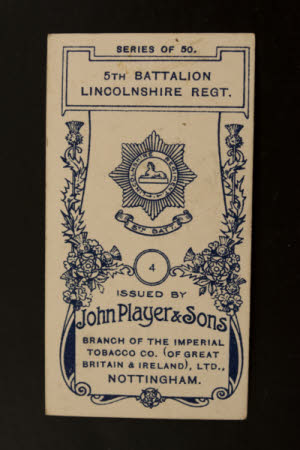 SERIES OF 50.
5TH BATTALION
LINCOLNSHIRE REGT.
5TH BATT.
4
ISSUED BY
John Player & Sons
BRANCH OF THE IMPERIAL
TOBACCO CO. (OF GREAT
BRITAIN & IRELAND), LTD.,
NOTTINGHAM.